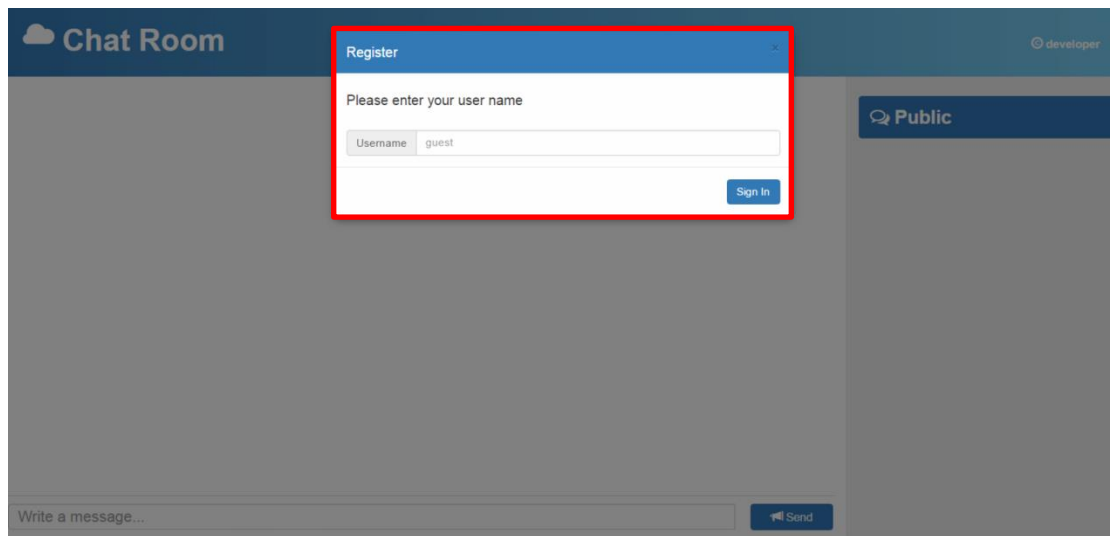 Chat Room
© developer
Register
×
Please enter your user name
Username guest
Sign In
Public
Write a message...
Send